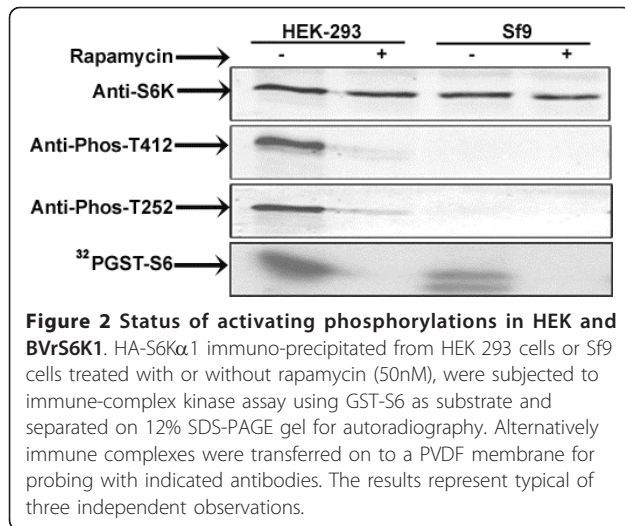 HEK-293 Sf9
Rapamycin - + - +
Anti-S6K
Anti-Phos-T412
Anti-Phos-T252
³²PGST-S6
Figure 2 Status of activating phosphorylations in HEK and
BVrS6K1. HA-S6Kα1 immuno-precipitated from HEK 293 cells or Sf9
cells treated with or without rapamycin (50nM), were subjected to
immune-complex kinase assay using GST-S6 as substrate and
separated on 12% SDS-PAGE gel for autoradiography. Alternatively
immune complexes were transferred on to a PVDF membrane for
probing with indicated antibodies. The results represent typical of
three independent observations.